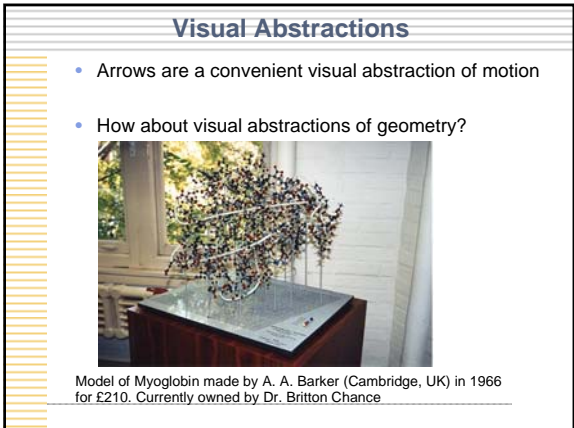 Visual Abstractions
• Arrows are a convenient visual abstraction of motion
• How about visual abstractions of geometry?
Model of Myoglobin made by A. A. Barker (Cambridge, UK) in 1966
for £210. Currently owned by Dr. Britton Chance